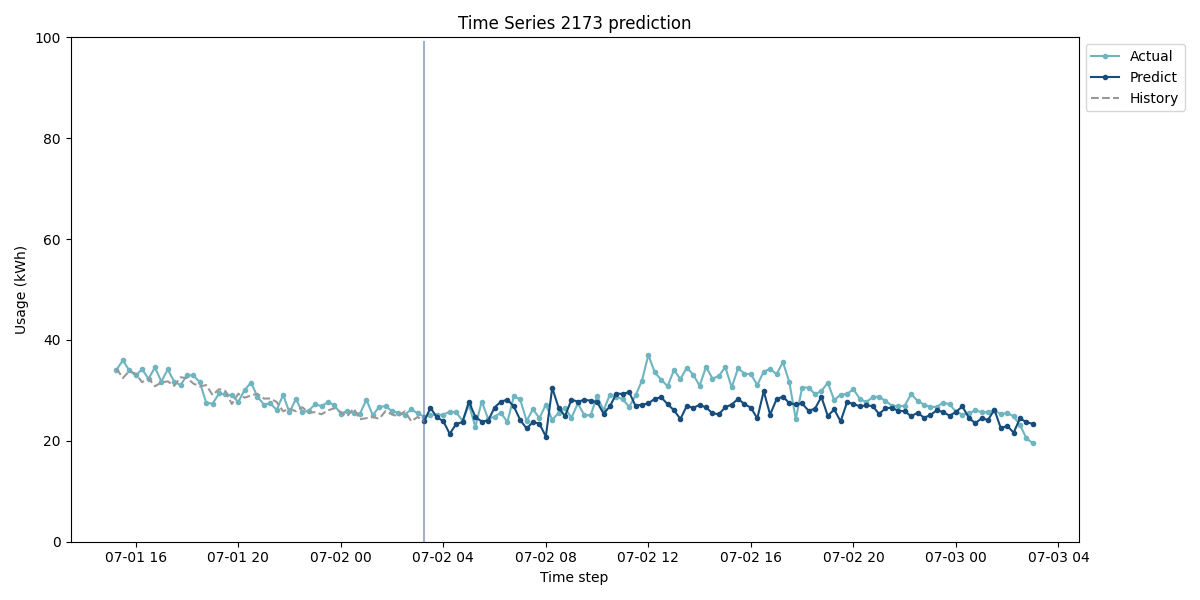 Time Series 2173 prediction
100
80
60
40
20
0
Usage (kWh)
07-01 16
07-01 20
07-02 00
07-02 04
07-02 08
07-02 12
07-02 16
07-02 20
07-03 00
07-03 04
Time step
Actual
Predict
History